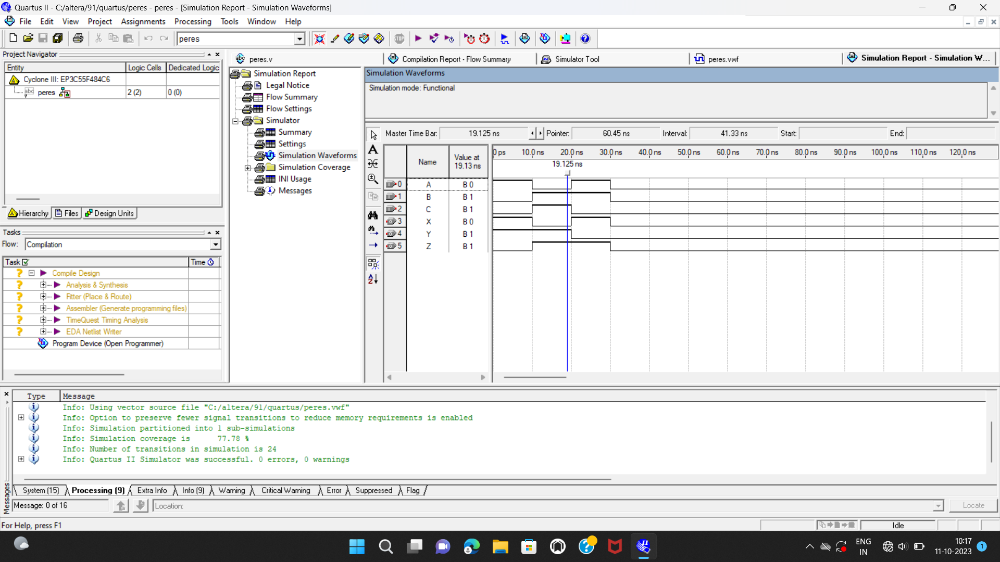 Quartus II - C:/altera/91/quartus/peres - peres - [Simulation Report - Simulation Waveforms]
File Edit View Project Assignments Processing Tools Window Help
peres
Project Navigator
Entity Logic Cells Dedicated Logic
Cyclone III: EP3C55F484C6
peres 2 (2) 0 (0)
Hierarchy Files Design Units
Tasks
Flow: Compilation
Task Time
Compile Design
Analysis & Synthesis
Fitter (Place & Route)
Assembler (Generate programming files)
TimeQuest Timing Analysis
EDA Netlist Writer
Program Device (Open Programmer)
peres.v Compilation Report - Flow Summary Simulator Tool peres.vwf Simulation Report - Simulation W...
Simulation Report
Legal Notice
Flow Summary
Flow Settings
Simulator
Summary
Settings
Simulation Waveforms
Simulation Coverage
INI Usage
Messages
Simulation Waveforms
Simulation mode: Functional
Master Time Bar: 19.125 ns Pointer: 60.45 ns Interval: 41.33 ns Start: End:
Name Value at 19.13 ns
0 ps 10.0 ns 20.0 ns 30.0 ns 40.0 ns 50.0 ns 60.0 ns 70.0 ns 80.0 ns 90.0 ns 100.0 ns 110.0 ns 120.0 ns
19.125 ns
0 A B 0
1 B B 1
2 C B 1
3 X B 0
4 Y B 1
5 Z B 1
Type Message
Info: Using vector source file "C:/altera/91/quartus/peres.vwf"
Info: Option to preserve fewer signal transitions to reduce memory requirements is enabled
Info: Simulation partitioned into 1 sub-simulations
Info: Simulation coverage is 77.78 %
Info: Number of transitions in simulation is 24
Info: Quartus II Simulator was successful. 0 errors, 0 warnings
System (15) Processing (9) Extra Info Info (9) Warning Critical Warning Error Suppressed Flag
Messages
Message: 0 of 16 Location: Locate
For Help, press F1 Idle
ENG
IN
10:17
11-10-2023
1